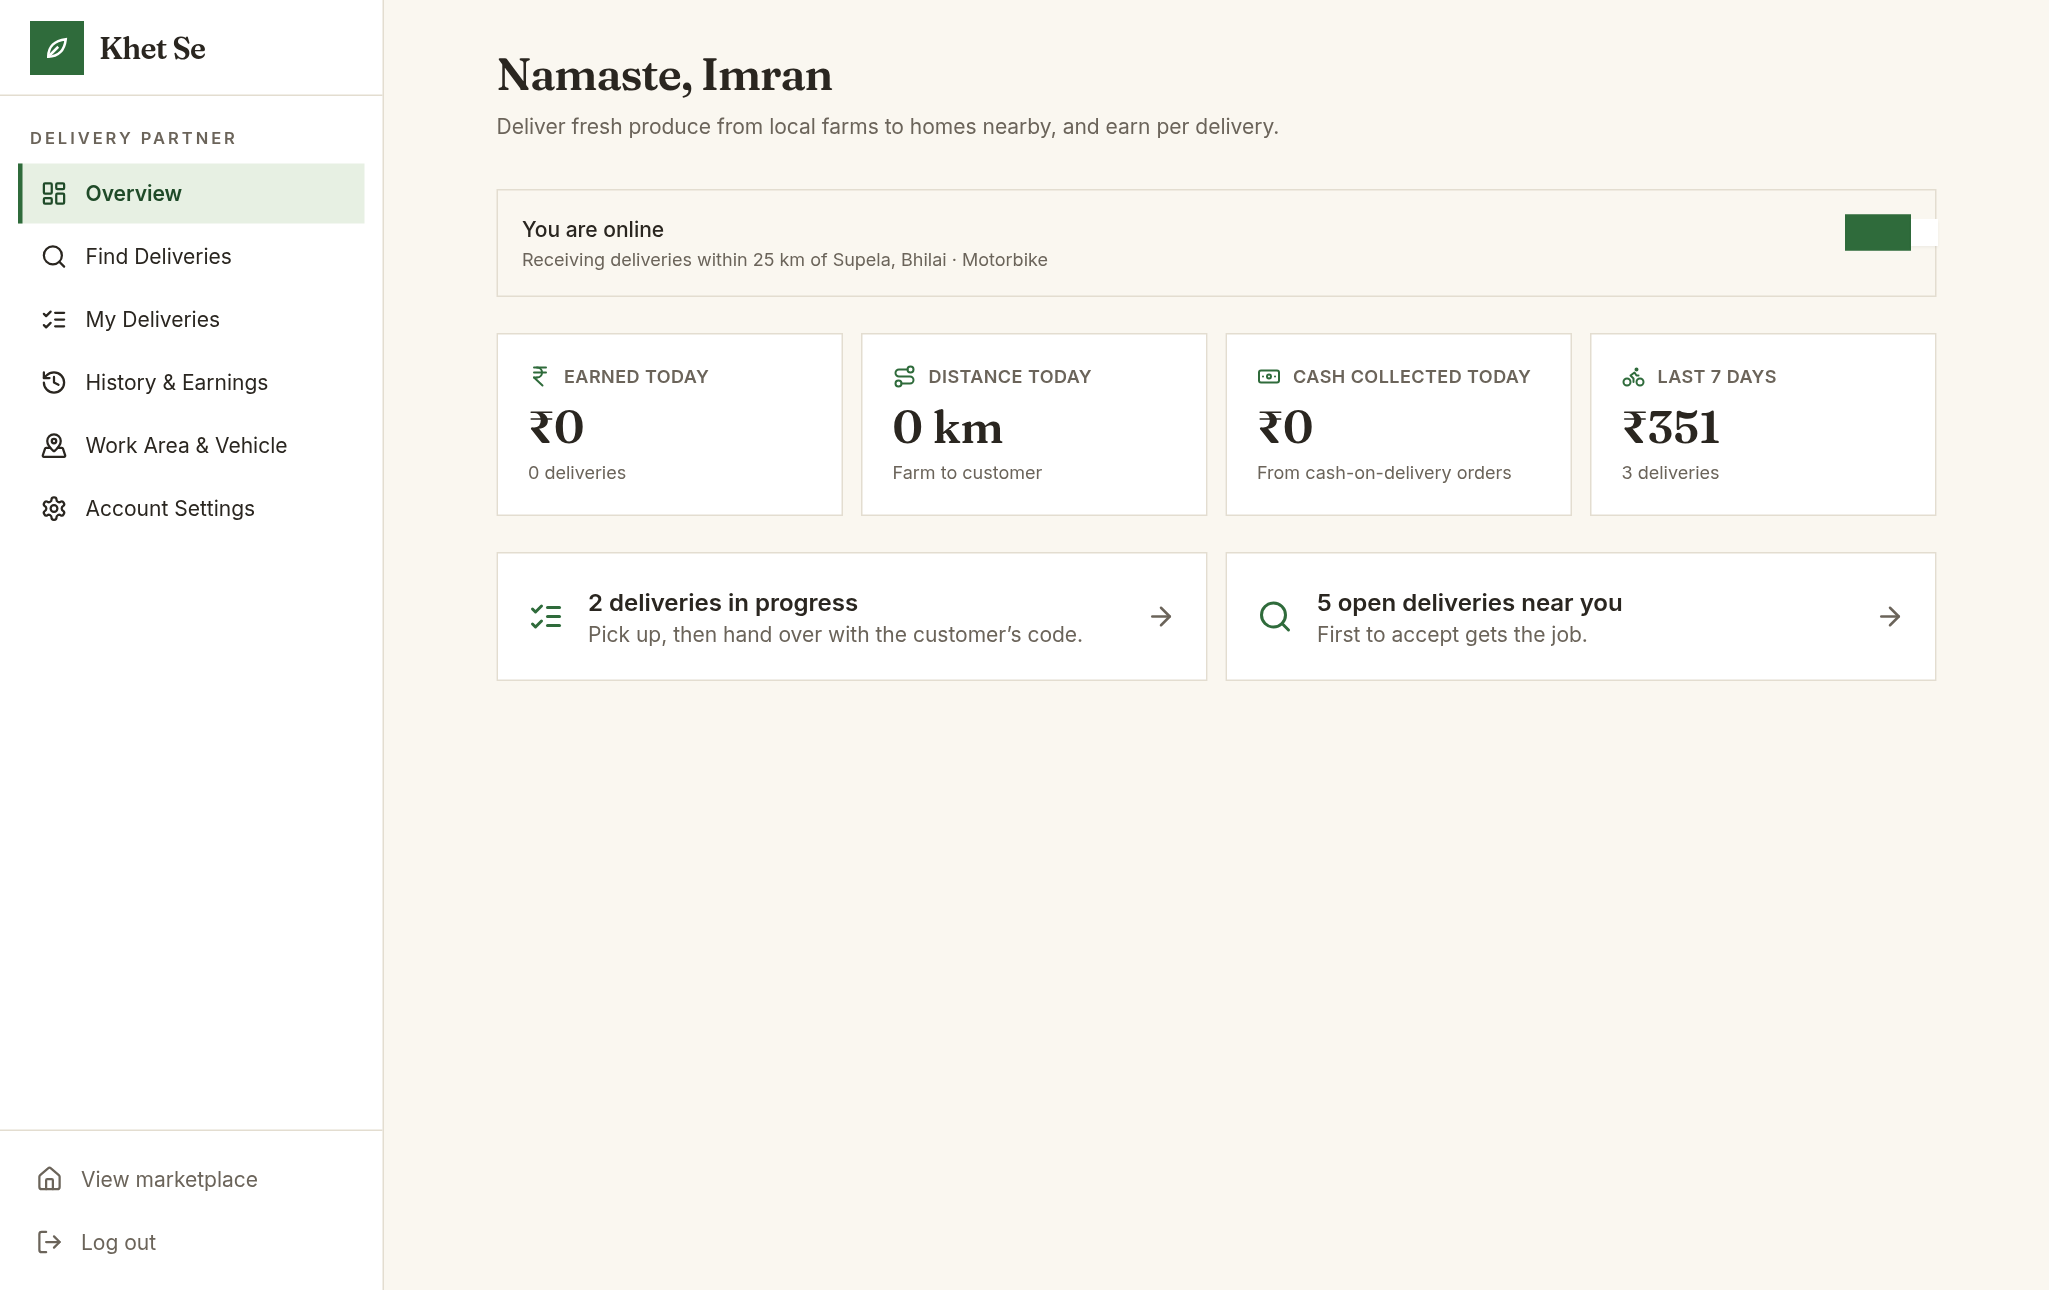 Khet Se
DELIVERY PARTNER
Overview
Find Deliveries
My Deliveries
History & Earnings
Work Area & Vehicle
Account Settings
View marketplace
Log out
Namaste, Imran
Deliver fresh produce from local farms to homes nearby, and earn per delivery.
You are online
Receiving deliveries within 25 km of Supela, Bhilai · Motorbike
EARNED TODAY
₹0
0 deliveries
DISTANCE TODAY
0 km
Farm to customer
CASH COLLECTED TODAY
₹0
From cash-on-delivery orders
LAST 7 DAYS
₹351
3 deliveries
2 deliveries in progress
Pick up, then hand over with the customer’s code.
5 open deliveries near you
First to accept gets the job.